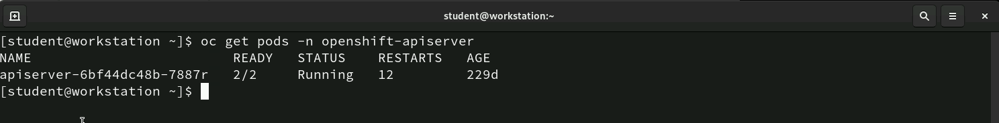 student@workstation:~
[student@workstation ~]$ oc get pods -n openshift-apiserver
NAME                         READY   STATUS    RESTARTS   AGE
apiserver-6bf44dc48b-7887r   2/2     Running   12         229d
[student@workstation ~]$